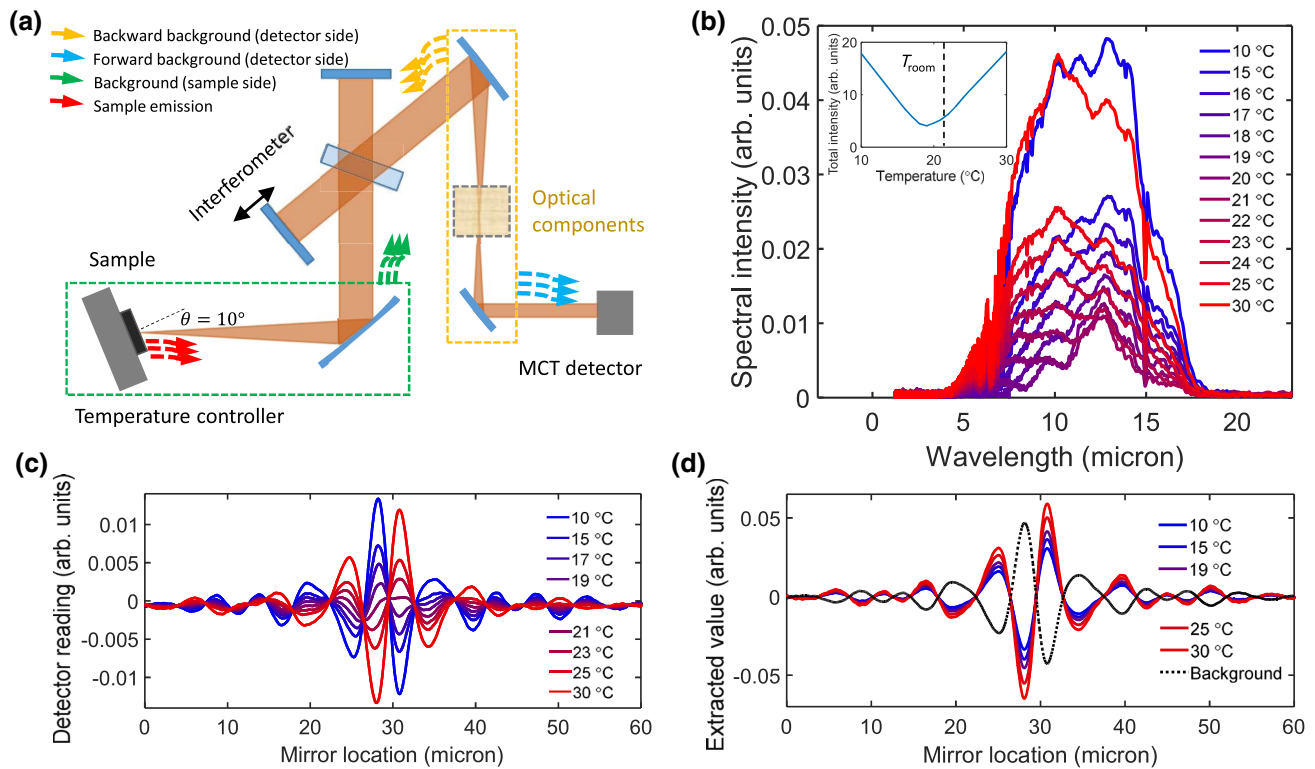 (a)
Backward background (detector side)
Forward background (detector side)
Background (sample side)
Sample emission
Interferometer
Optical
components
Sample
θ = 10°
MCT detector
Temperature controller
(b)
Spectral intensity (arb. units)
0.05
0.04
0.03
0.02
0.01
0
0 5 10 15 20
Wavelength (micron)
Total intensity (arb. units)
20
10
0
T room
10 20 30
Temperature (°C)
10 °C
15 °C
16 °C
17 °C
18 °C
19 °C
20 °C
21 °C
22 °C
23 °C
24 °C
25 °C
30 °C
(c)
Detector reading (arb. units)
0.01
0.005
0
-0.005
-0.01
0 10 20 30 40 50 60
Mirror location (micron)
10 °C
15 °C
17 °C
19 °C
21 °C
23 °C
25 °C
30 °C
(d)
Extracted value (arb. units)
0.05
0
-0.05
0 10 20 30 40 50 60
Mirror location (micron)
10 °C
15 °C
19 °C
25 °C
30 °C
Background